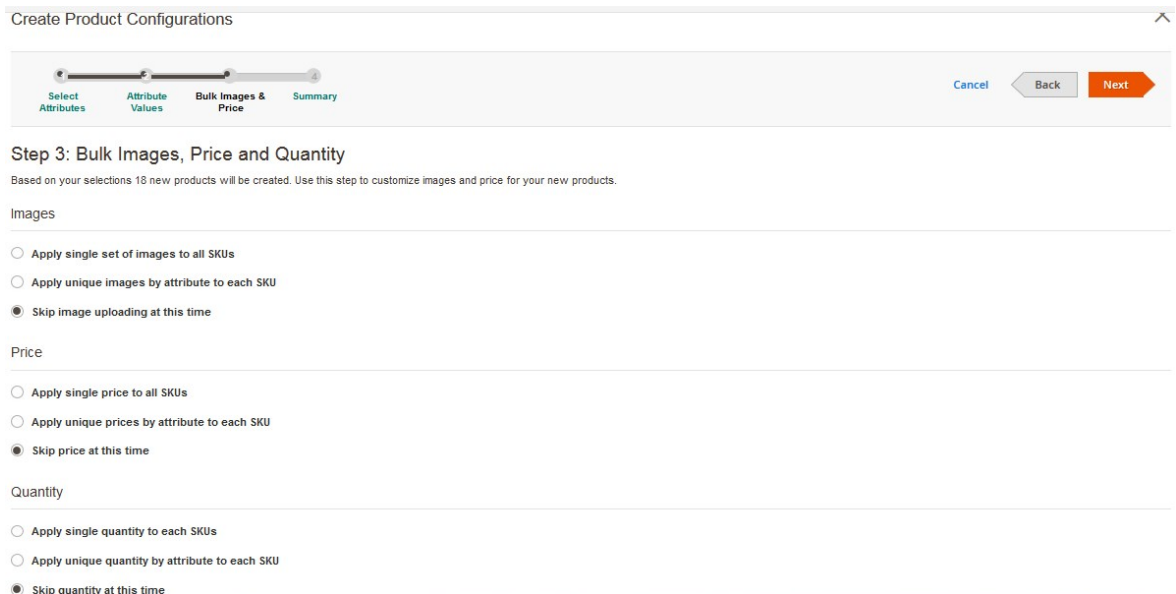 Create Product Configurations
4
Select Attributes
Attribute Values
Bulk Images & Price
Summary
Cancel
Back
Next
Step 3: Bulk Images, Price and Quantity
Based on your selections 18 new products will be created. Use this step to customize images and price for your new products.
Images
Apply single set of images to all SKUs
Apply unique images by attribute to each SKU
Skip image uploading at this time
Price
Apply single price to all SKUs
Apply unique prices by attribute to each SKU
Skip price at this time
Quantity
Apply single quantity to each SKUs
Apply unique quantity by attribute to each SKU
Skip quantity at this time